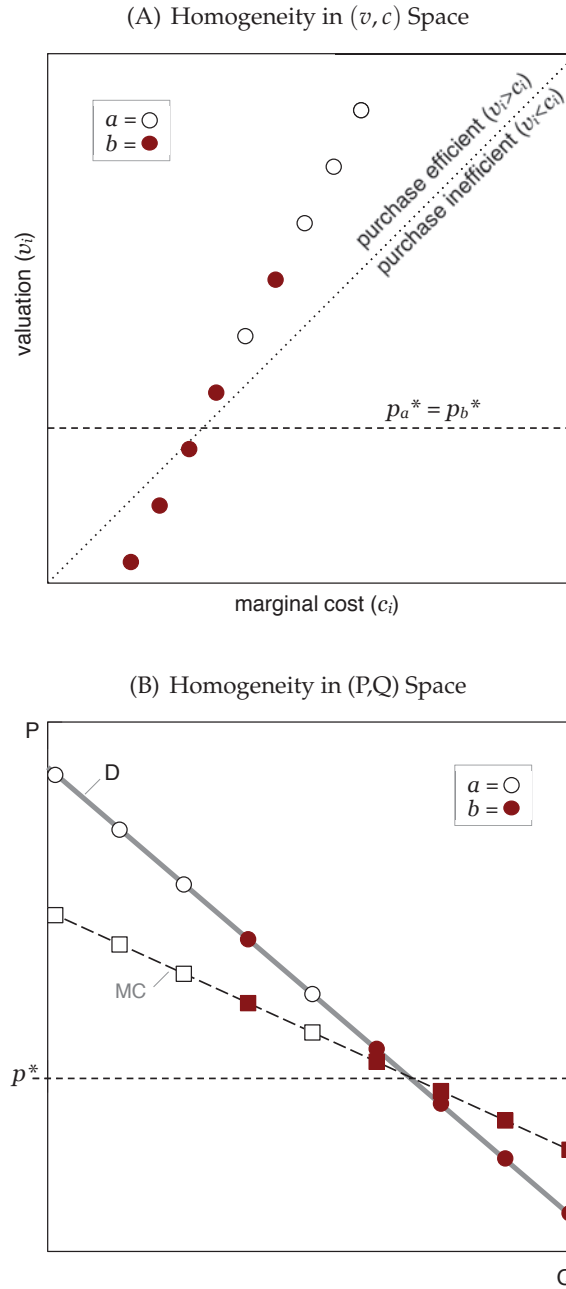 (A) Homogeneity in (v, c) Space
a =
b =
purchase efficient (vᵢ>cᵢ)
purchase inefficient (vᵢ<cᵢ)
valuation (vᵢ)
pₐ* = p_b*
marginal cost (cᵢ)
(B) Homogeneity in (P,Q) Space
P
D
a =
b =
MC
p*